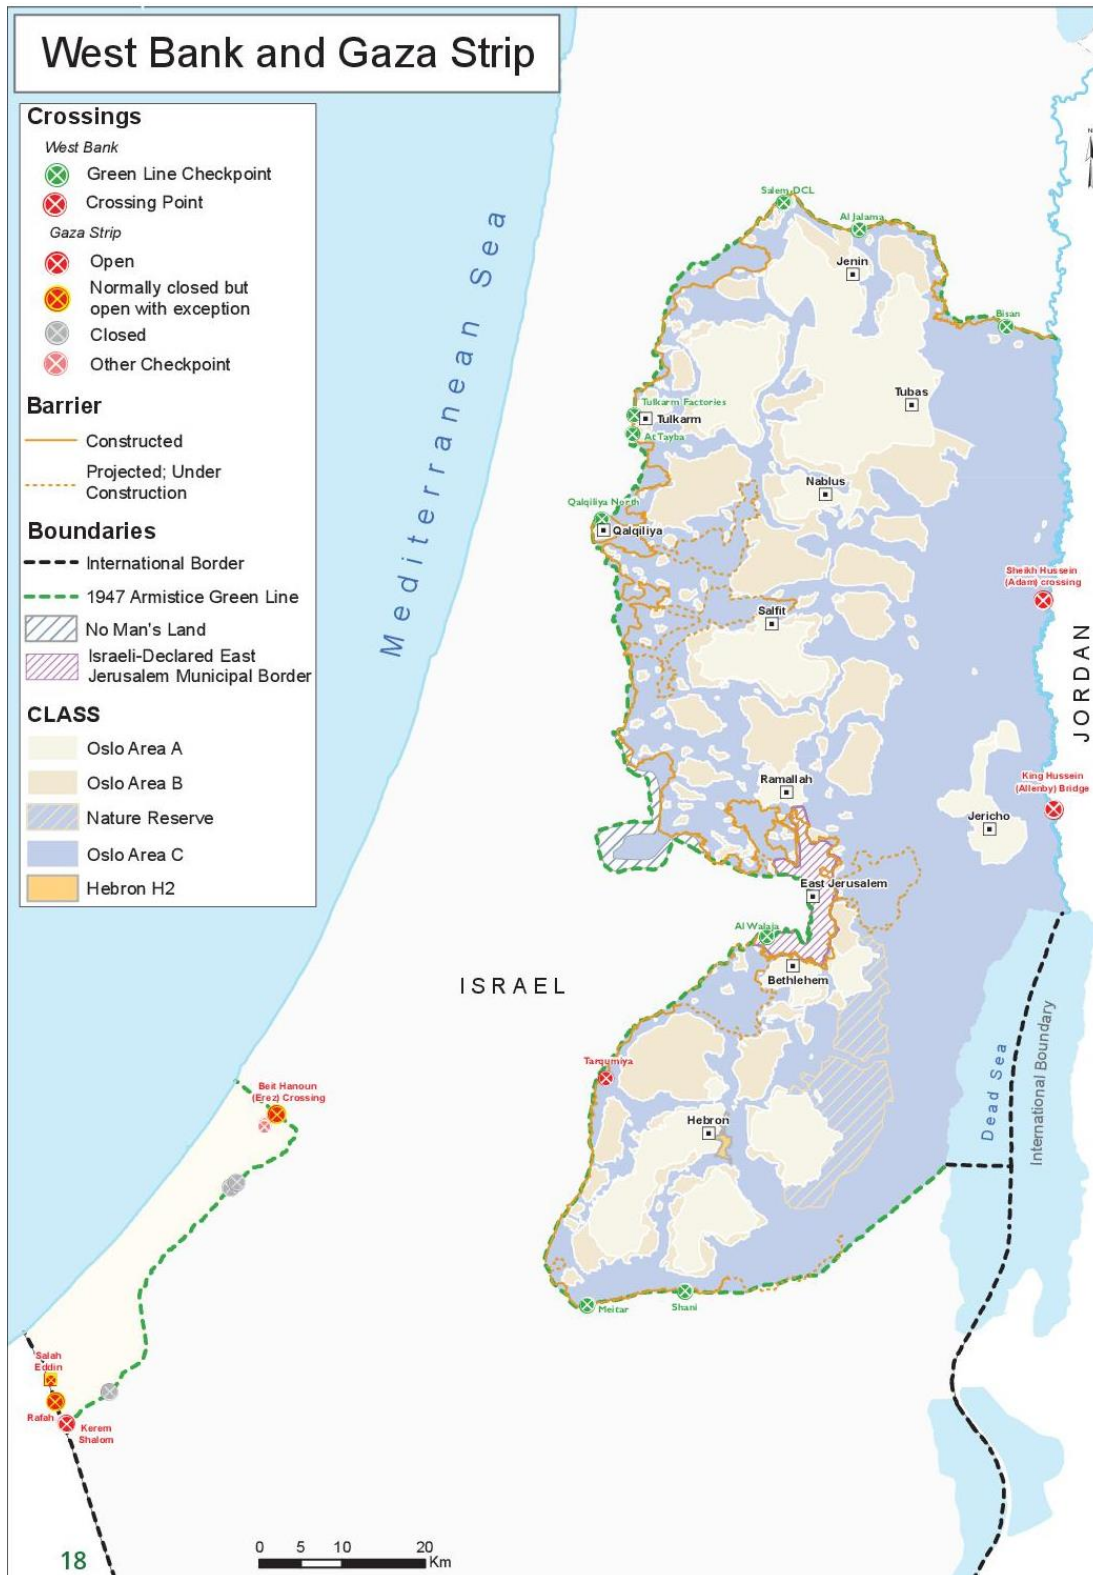 West Bank and Gaza Strip
Crossings
West Bank
Green Line Checkpoint
Crossing Point
Gaza Strip
Open
Normally closed but
open with exception
Closed
Other Checkpoint
Barrier
Constructed
Projected; Under
Construction
Boundaries
International Border
1947 Armistice Green Line
No Man's Land
Israeli-Declared East
Jerusalem Municipal Border
CLASS
Oslo Area A
Oslo Area B
Nature Reserve
Oslo Area C
Hebron H2
Mediterranean Sea
N
Salem DCL
Al Jalama
Jenin
Bisan
Tubas
Tulkarm Factories
Tulkarm
At Tayba
Nablus
Qalqiliya North
Qalqiliya
Sheikh Hussein
(Adam) crossing
Salfit
JORDAN
Ramallah
King Hussein
(Allenby) Bridge
Jericho
East Jerusalem
Al Walaja
Bethlehem
ISRAEL
Tarqumiya
Dead Sea
International Boundary
Beit Hanoun
(Erez) Crossing
Hebron
Meitar
Shani
Salah
Eddin
Rafah
Kerem
Shalom
18
0 5 10 20
Km